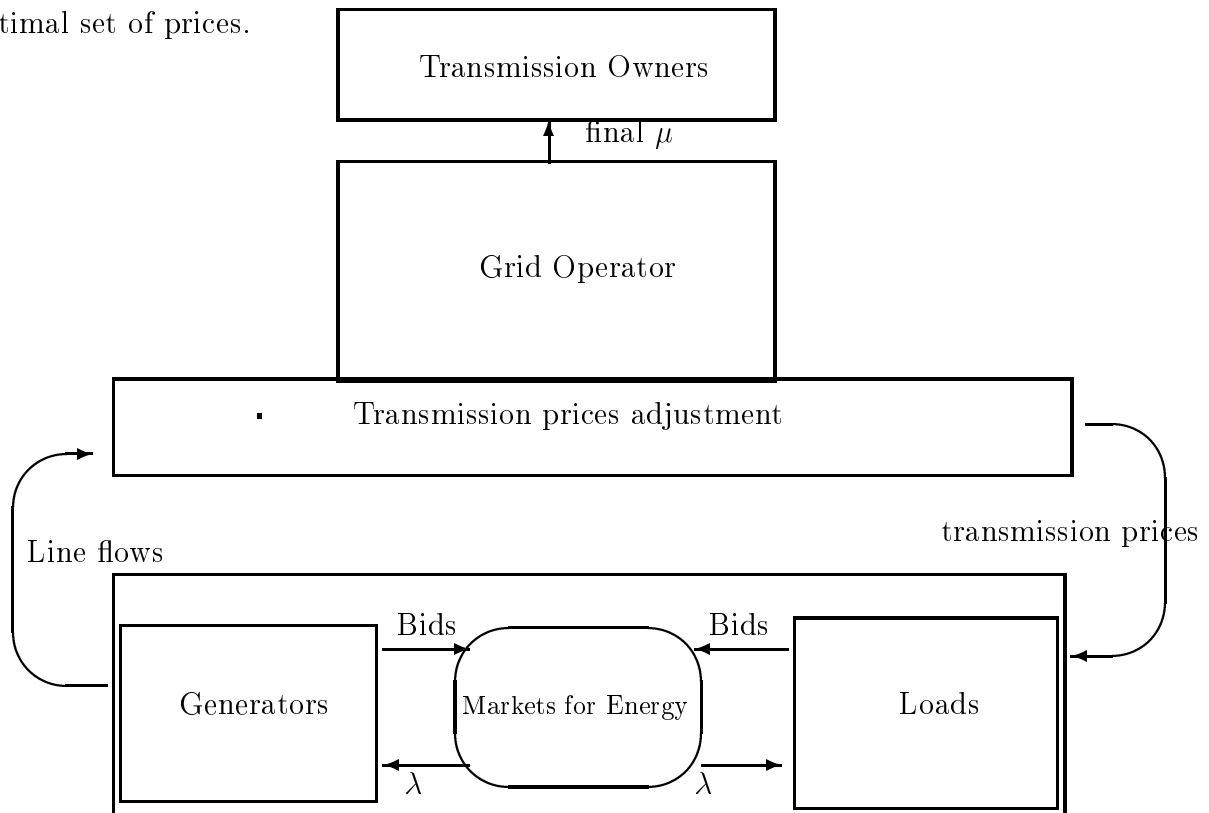 timal set of prices.
Transmission Owners
final μ
Grid Operator
Transmission prices adjustment
transmission prices
Line flows
Bids
Bids
Generators
Markets for Energy
Loads
λ
λ